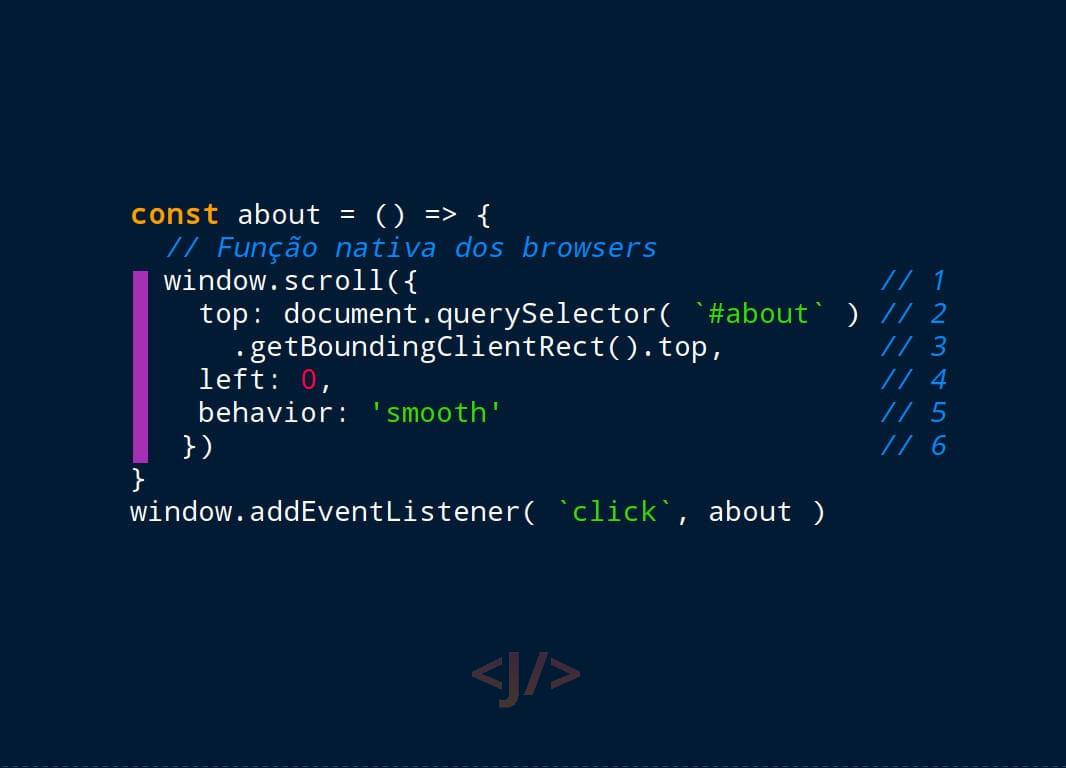 const about = () => {
// Função nativa dos browsers
window.scroll({ // 1
top: document.querySelector( `#about` ) // 2
.getBoundingClientRect().top, // 3
left: 0, // 4
behavior: 'smooth' // 5
}) // 6
}
window.addEventListener( `click`, about )
<J/>